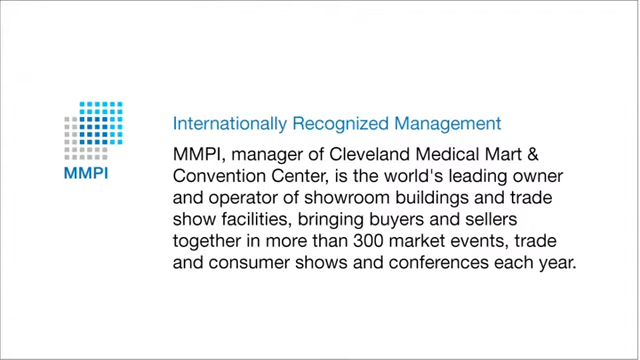 Internationally Recognized Management
MMPI, manager of Cleveland Medical Mart &
Convention Center, is the world's leading owner
and operator of showroom buildings and trade
show facilities, bringing buyers and sellers
together in more than 300 market events, trade
and consumer shows and conferences each year.
MMPI